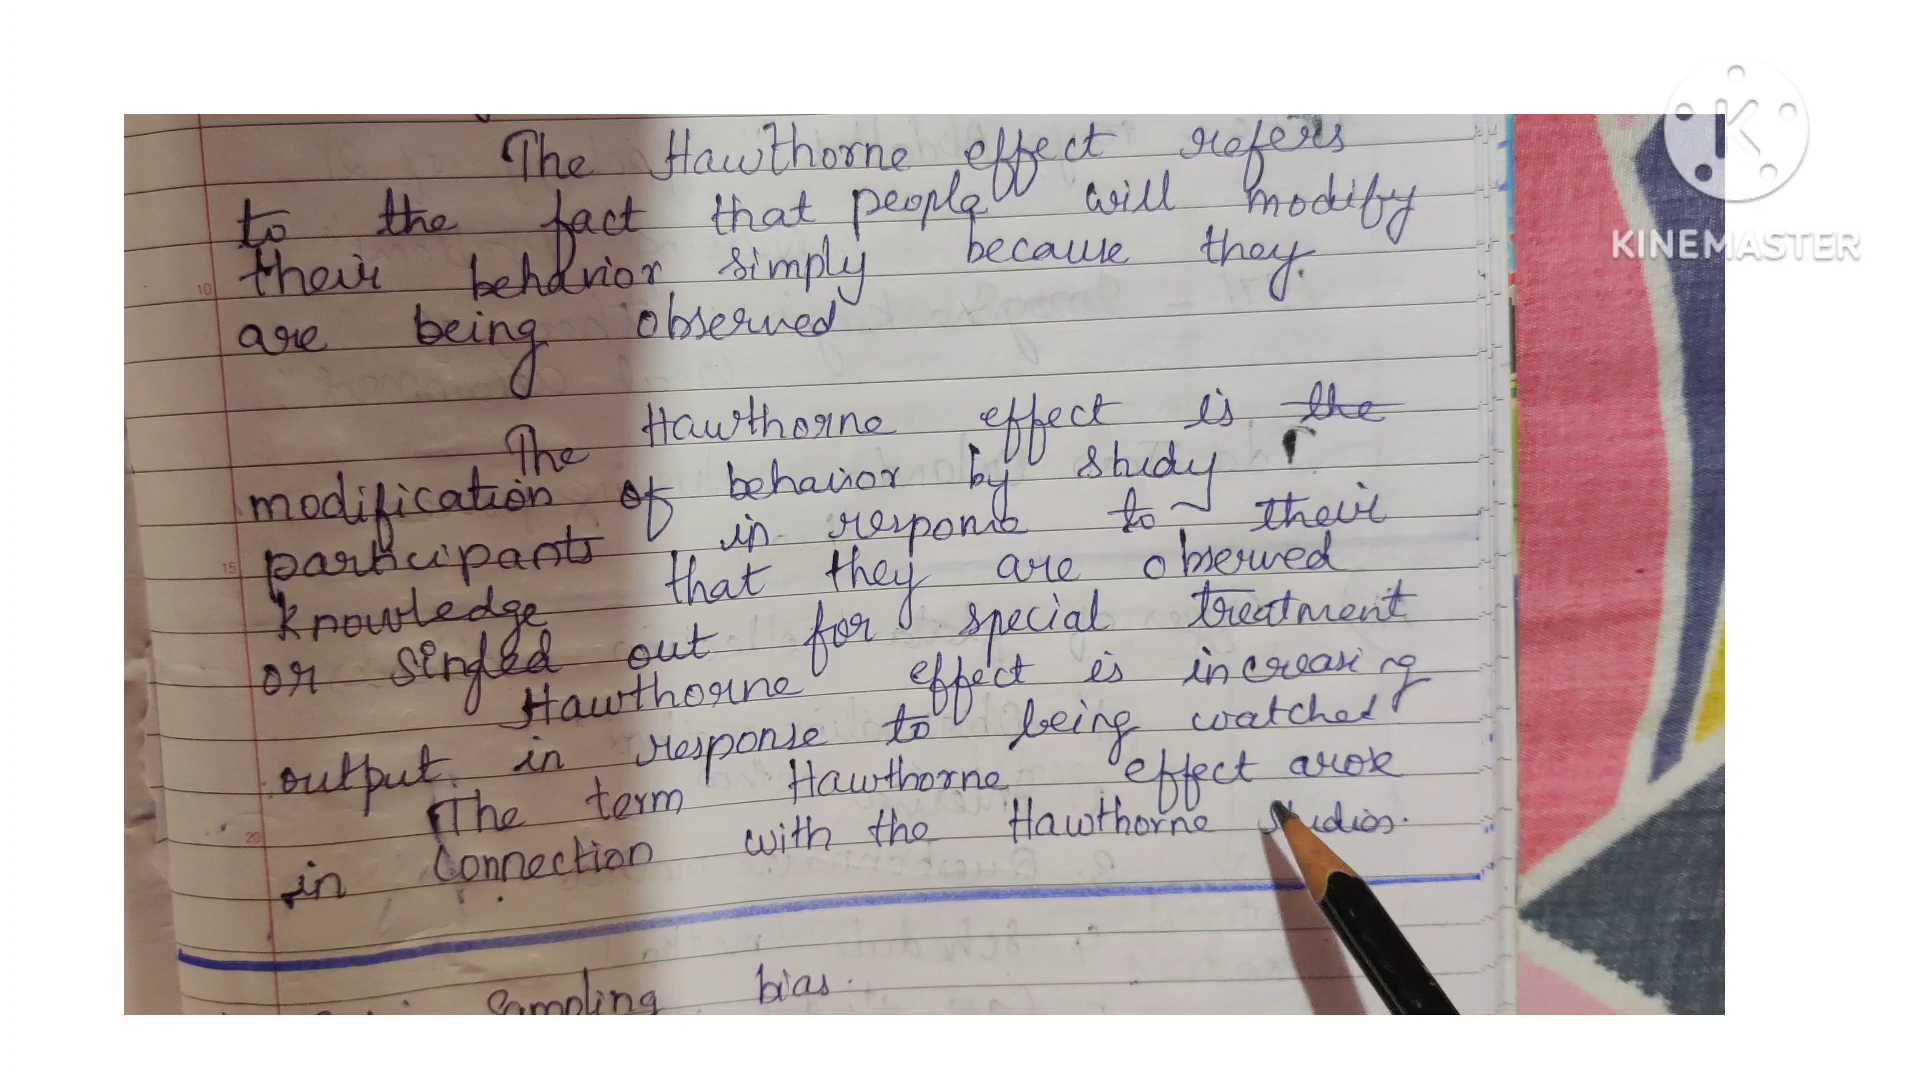 The Hawthorne effect refers
to the fact that people will modify
their behavior simply because they
are being observed
The Hawthorne effect is the
modification of behavior by study
participants in response to their
knowledge that they are observed
or singled out for special treatment
Hawthorne effect is increasing
output in response to being watched
The term Hawthorne effect arose
in connection with the Hawthorne studies.
sampling bias.
10
15
20
KINEMASTER